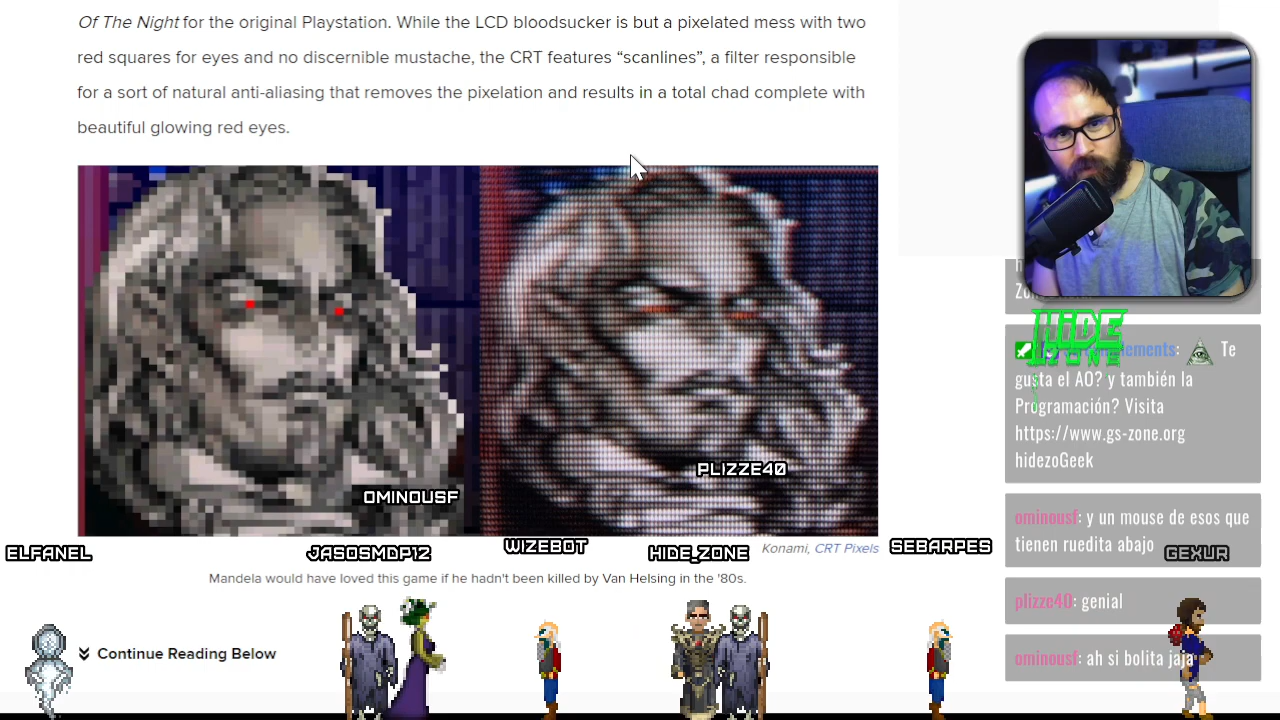 Of The Night for the original Playstation. While the LCD bloodsucker is but a pixelated mess with two
red squares for eyes and no discernible mustache, the CRT features “scanlines”, a filter responsible
for a sort of natural anti-aliasing that removes the pixelation and results in a total chad complete with
beautiful glowing red eyes.
HiDE
ZONE
Te
gusta el AO? y también la
Programación? Visita
https://www.gs-zone.org
hidezoGeek
PLIZZE40
OMINOUSF
ominousf: y un mouse de esos que
tienen ruedita abajo
ELFANEL
JASOSMDP12
WIZEBOT
HIDE_ZONE
Konami, CRT Pixels
SEBARPES
GEXUR
Mandela would have loved this game if he hadn't been killed by Van Helsing in the '80s.
plizze40: genial
Continue Reading Below
ominousf: ah si bolita jaja